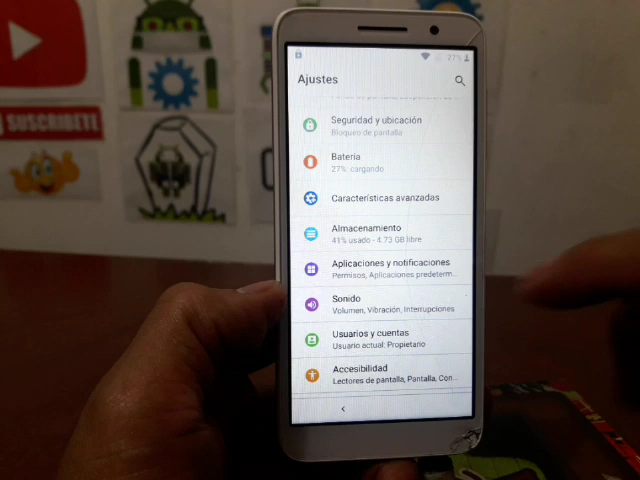 SUSCRIBETE
27%
Ajustes
Seguridad y ubicación
Bloqueo de pantalla
Batería
27%: cargando
Características avanzadas
Almacenamiento
41% usado - 4.73 GB libre
Aplicaciones y notificaciones
Permisos, Aplicaciones predeterm...
Sonido
Volumen, Vibración, Interrupciones
Usuarios y cuentas
Usuario actual: Propietario
Accesibilidad
Lectores de pantalla, Pantalla, Con...